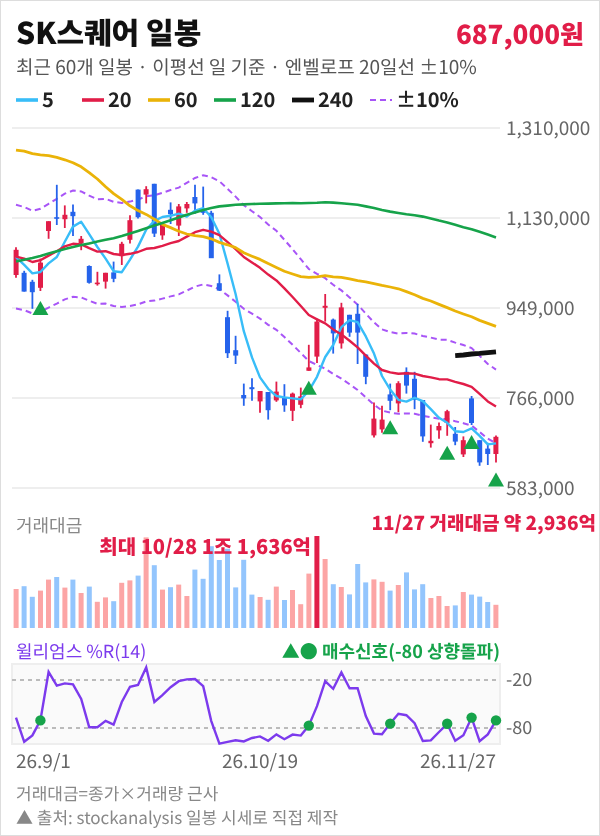 SK스퀘어 일봉
687,000원
최근 60개 일봉 · 이평선 일 기준 · 엔벨로프 20일선 ±10%
5 20 60 120 240 ±10%
1,310,000
1,130,000
949,000
766,000
583,000
거래대금
11/27 거래대금 약 2,936억
최대 10/28 1조 1,636억
윌리엄스 %R(14)
▲● 매수신호(-80 상향돌파)
-20
-80
26.9/1 26.10/19 26.11/27
거래대금=종가×거래량 근사
▲ 출처: stockanalysis 일봉 시세로 직접 제작